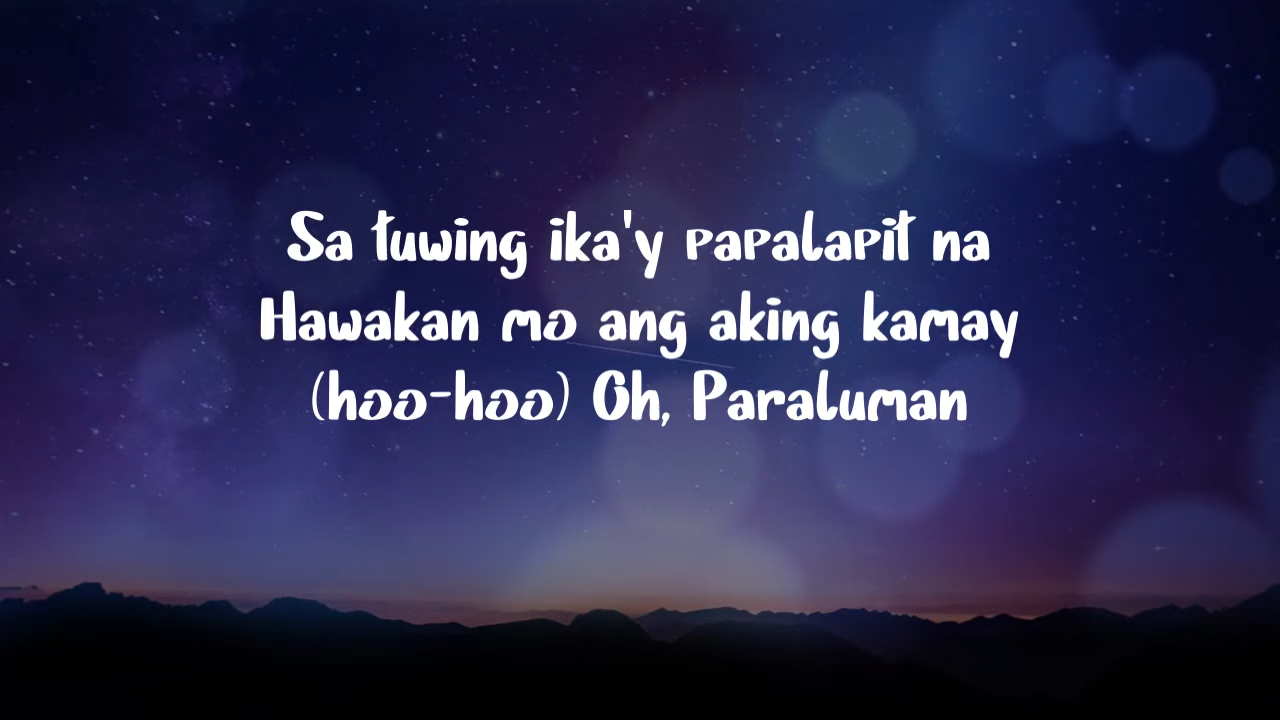 Sa tuwing ika'y papalapit na
Hawakan mo ang aking kamay
(hoo-hoo) Oh, Paraluman